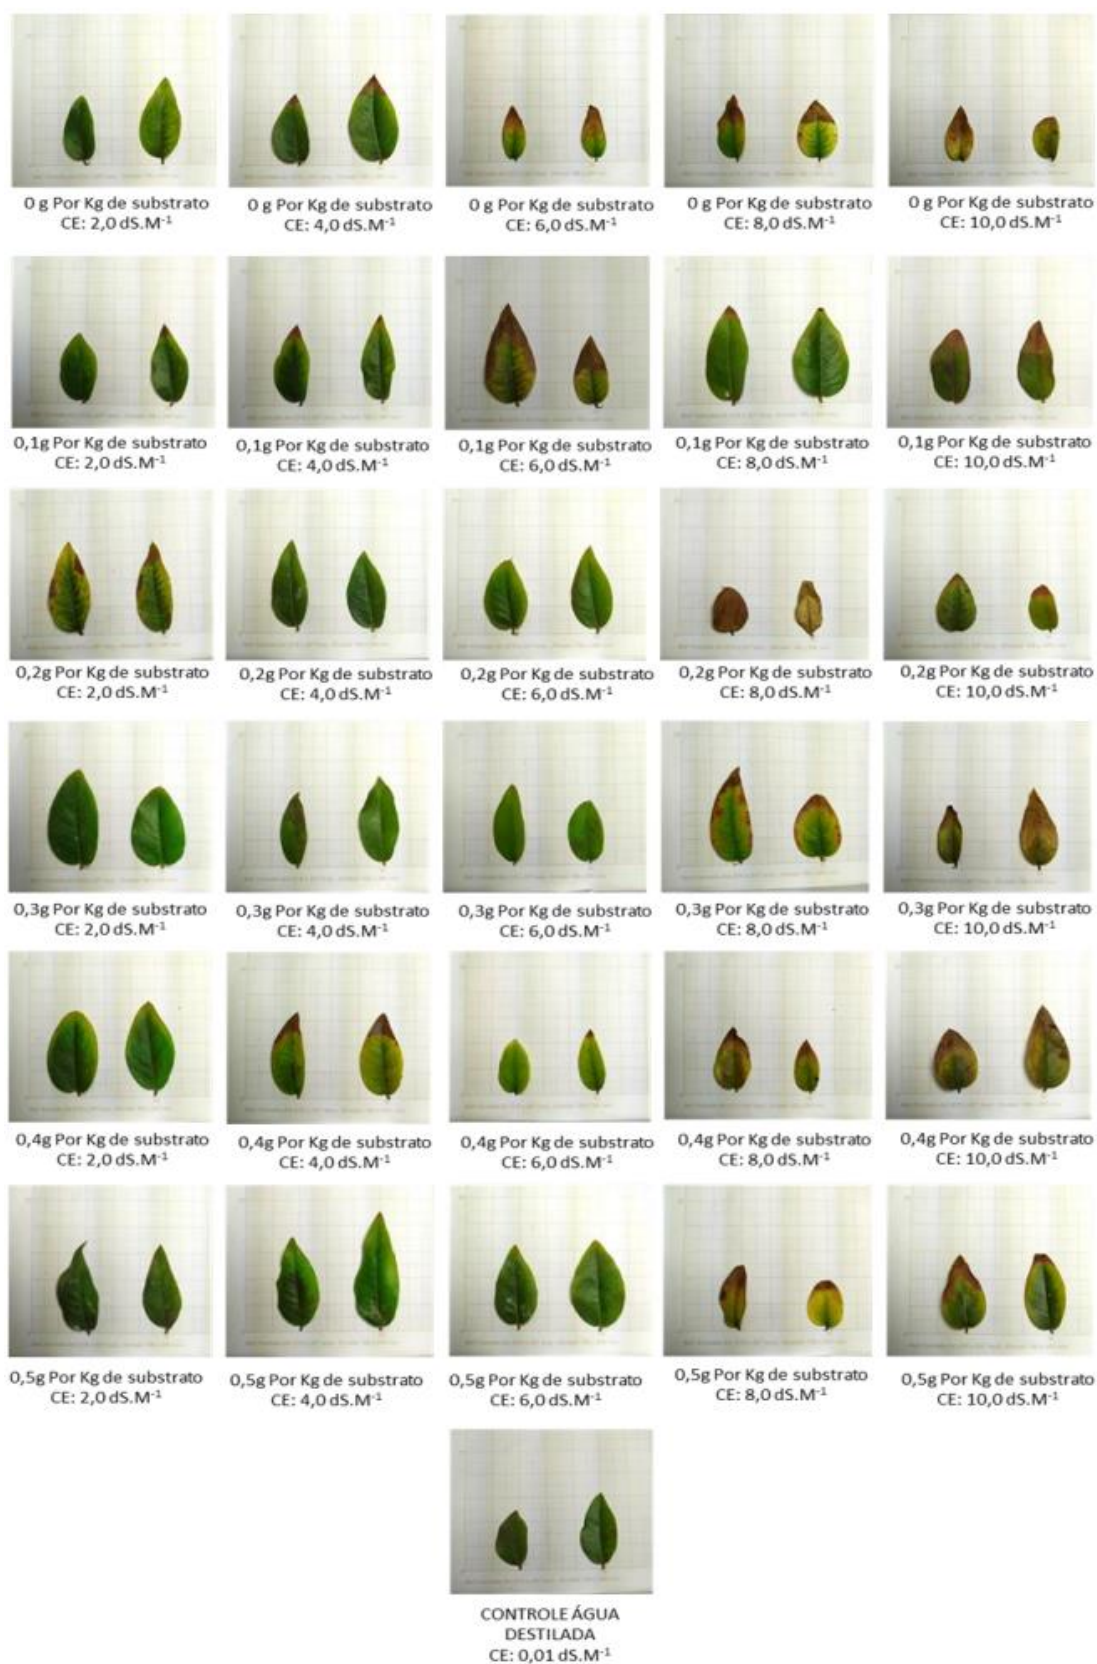 0 g Por Kg de substrato
CE: 2,0 dS.M⁻¹
0 g Por Kg de substrato
CE: 4,0 dS.M⁻¹
0 g Por Kg de substrato
CE: 6,0 dS.M⁻¹
0 g Por Kg de substrato
CE: 8,0 dS.M⁻¹
0 g Por Kg de substrato
CE: 10,0 dS.M⁻¹
0,1g Por Kg de substrato
CE: 2,0 dS.M⁻¹
0,1g Por Kg de substrato
CE: 4,0 dS.M⁻¹
0,1g Por Kg de substrato
CE: 6,0 dS.M⁻¹
0,1g Por Kg de substrato
CE: 8,0 dS.M⁻¹
0,1g Por Kg de substrato
CE: 10,0 dS.M⁻¹
0,2g Por Kg de substrato
CE: 2,0 dS.M⁻¹
0,2g Por Kg de substrato
CE: 4,0 dS.M⁻¹
0,2g Por Kg de substrato
CE: 6,0 dS.M⁻¹
0,2g Por Kg de substrato
CE: 8,0 dS.M⁻¹
0,2g Por Kg de substrato
CE: 10,0 dS.M⁻¹
0,3g Por Kg de substrato
CE: 2,0 dS.M⁻¹
0,3g Por Kg de substrato
CE: 4,0 dS.M⁻¹
0,3g Por Kg de substrato
CE: 6,0 dS.M⁻¹
0,3g Por Kg de substrato
CE: 8,0 dS.M⁻¹
0,3g Por Kg de substrato
CE: 10,0 dS.M⁻¹
0,4g Por Kg de substrato
CE: 2,0 dS.M⁻¹
0,4g Por Kg de substrato
CE: 4,0 dS.M⁻¹
0,4g Por Kg de substrato
CE: 6,0 dS.M⁻¹
0,4g Por Kg de substrato
CE: 8,0 dS.M⁻¹
0,4g Por Kg de substrato
CE: 10,0 dS.M⁻¹
0,5g Por Kg de substrato
CE: 2,0 dS.M⁻¹
0,5g Por Kg de substrato
CE: 4,0 dS.M⁻¹
0,5g Por Kg de substrato
CE: 6,0 dS.M⁻¹
0,5g Por Kg de substrato
CE: 8,0 dS.M⁻¹
0,5g Por Kg de substrato
CE: 10,0 dS.M⁻¹
CONTROLE ÁGUA
DESTILADA
CE: 0,01 dS.M⁻¹